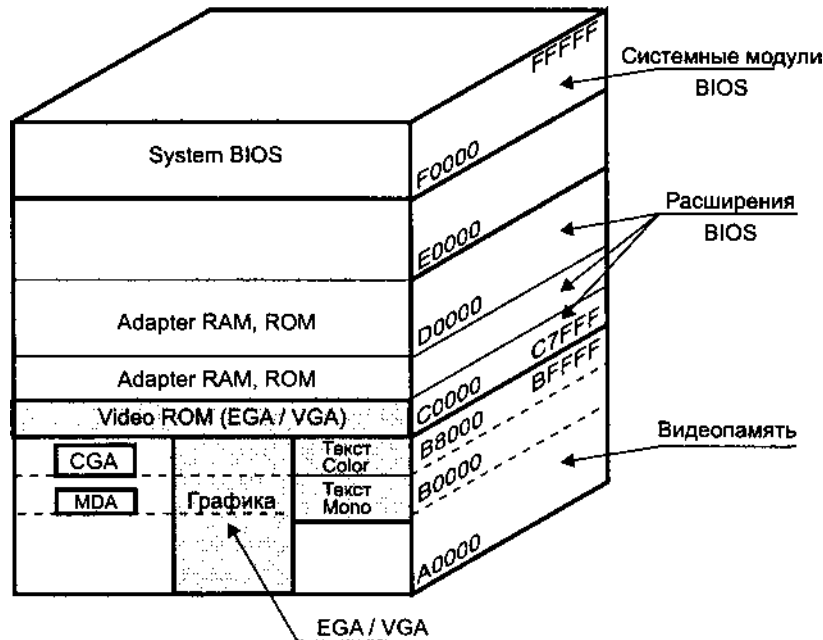 FFFFF
Системные модули
BIOS
System BIOS
F0000
Расширения
BIOS
E0000
Adapter RAM, ROM
D0000
Adapter RAM, ROM
C7FFF
C0000
BFFFF
Video ROM (EGA / VGA)
B8000
Видеопамять
CGA
Текст
Color
B0000
MDA
Графика
Текст
Mono
A0000
EGA / VGA